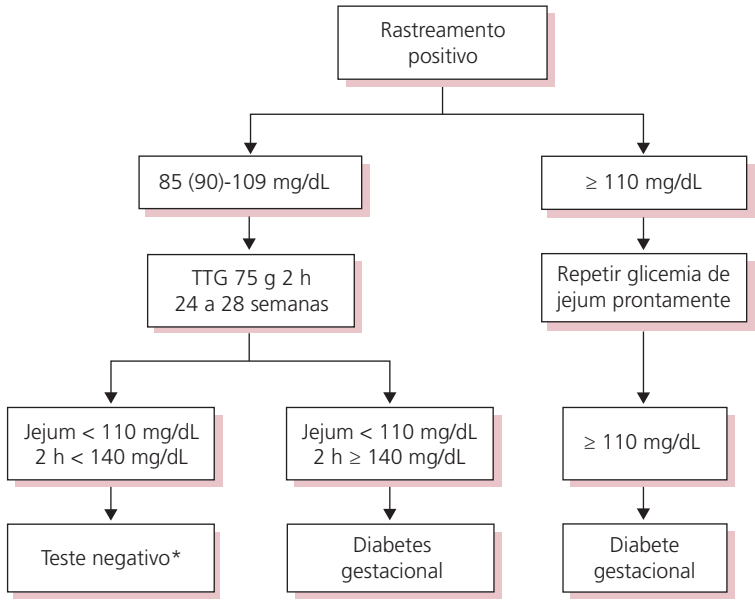 Rastreamento
positivo
85 (90)-109 mg/dL
≥ 110 mg/dL
TTG 75 g 2 h
24 a 28 semanas
Repetir glicemia de
jejum prontamente
Jejum < 110 mg/dL
2 h < 140 mg/dL
Jejum < 110 mg/dL
2 h ≥ 140 mg/dL
≥ 110 mg/dL
Teste negativo*
Diabetes
gestacional
Diabete
gestacional